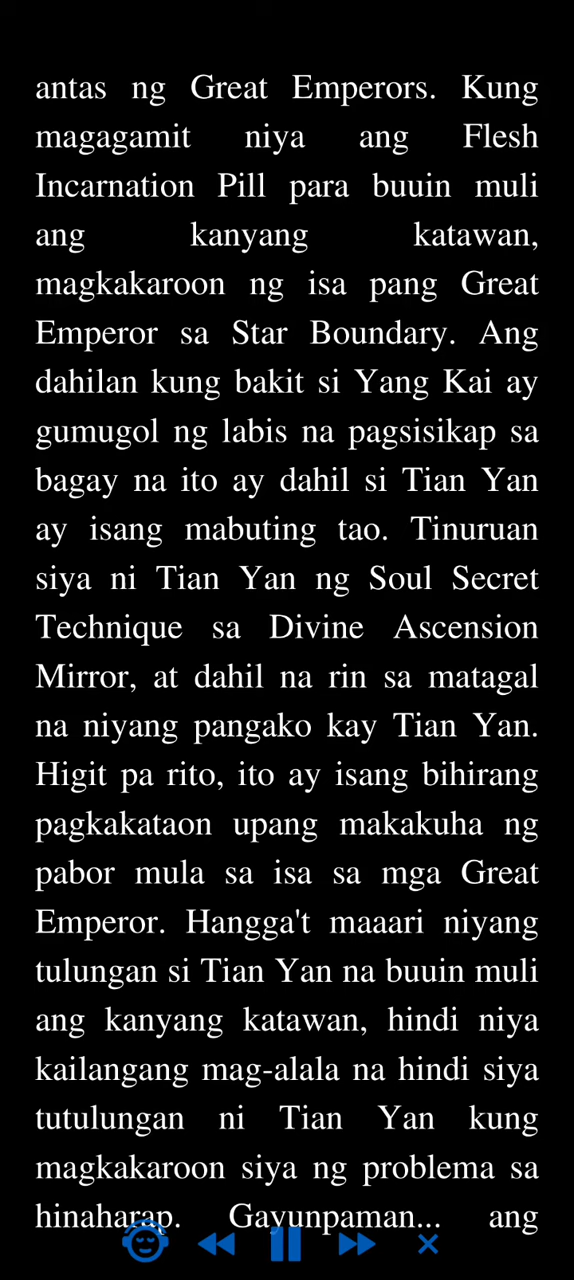 antas ng Great Emperors. Kung
magagamit niya ang Flesh
Incarnation Pill para buuin muli
ang kanyang katawan,
magkakaroon ng isa pang Great
Emperor sa Star Boundary. Ang
dahilan kung bakit si Yang Kai ay
gumugol ng labis na pagsisikap sa
bagay na ito ay dahil si Tian Yan
ay isang mabuting tao. Tinuruan
siya ni Tian Yan ng Soul Secret
Technique sa Divine Ascension
Mirror, at dahil na rin sa matagal
na niyang pangako kay Tian Yan.
Higit pa rito, ito ay isang bihirang
pagkakataon upang makakuha ng
pabor mula sa isa sa mga Great
Emperor. Hangga't maaari niyang
tulungan si Tian Yan na buuin muli
ang kanyang katawan, hindi niya
kailangang mag-alala na hindi siya
tutulungan ni Tian Yan kung
magkakaroon siya ng problema sa
hinaharap. Gayunpaman... ang